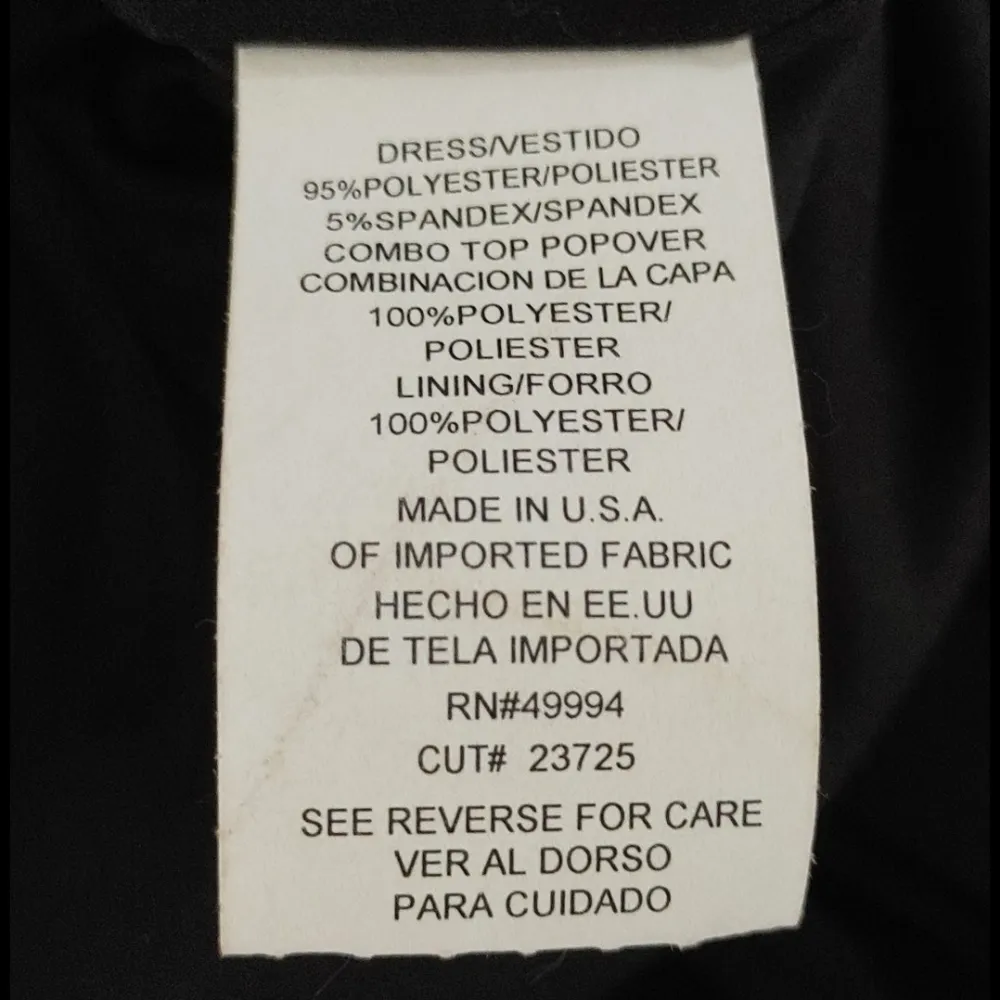 DRESS/VESTIDO
95%POLYESTER/POLIESTER
5%SPANDEX/SPANDEX
COMBO TOP POPOVER
COMBINACION DE LA CAPA
100%POLYESTER/
POLIESTER
LINING/FORRO
100%POLYESTER/
POLIESTER
MADE IN U.S.A.
OF IMPORTED FABRIC
HECHO EN EE.UU
DE TELA IMPORTADA
RN#49994
CUT# 23725
SEE REVERSE FOR CARE
VER AL DORSO
PARA CUIDADO